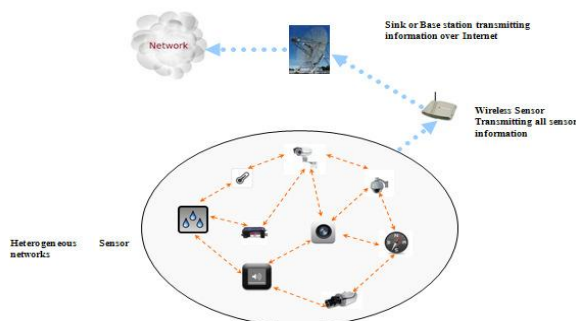 Sink or Base station transmitting
information over Internet
Network
Wireless Sensor
Transmitting all sensor
information
Heterogeneous Sensor
networks